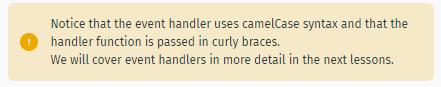 Notice that the event handler uses camelCase syntax and that the
handler function is passed in curly braces.
We will cover event handlers in more detail in the next lessons.